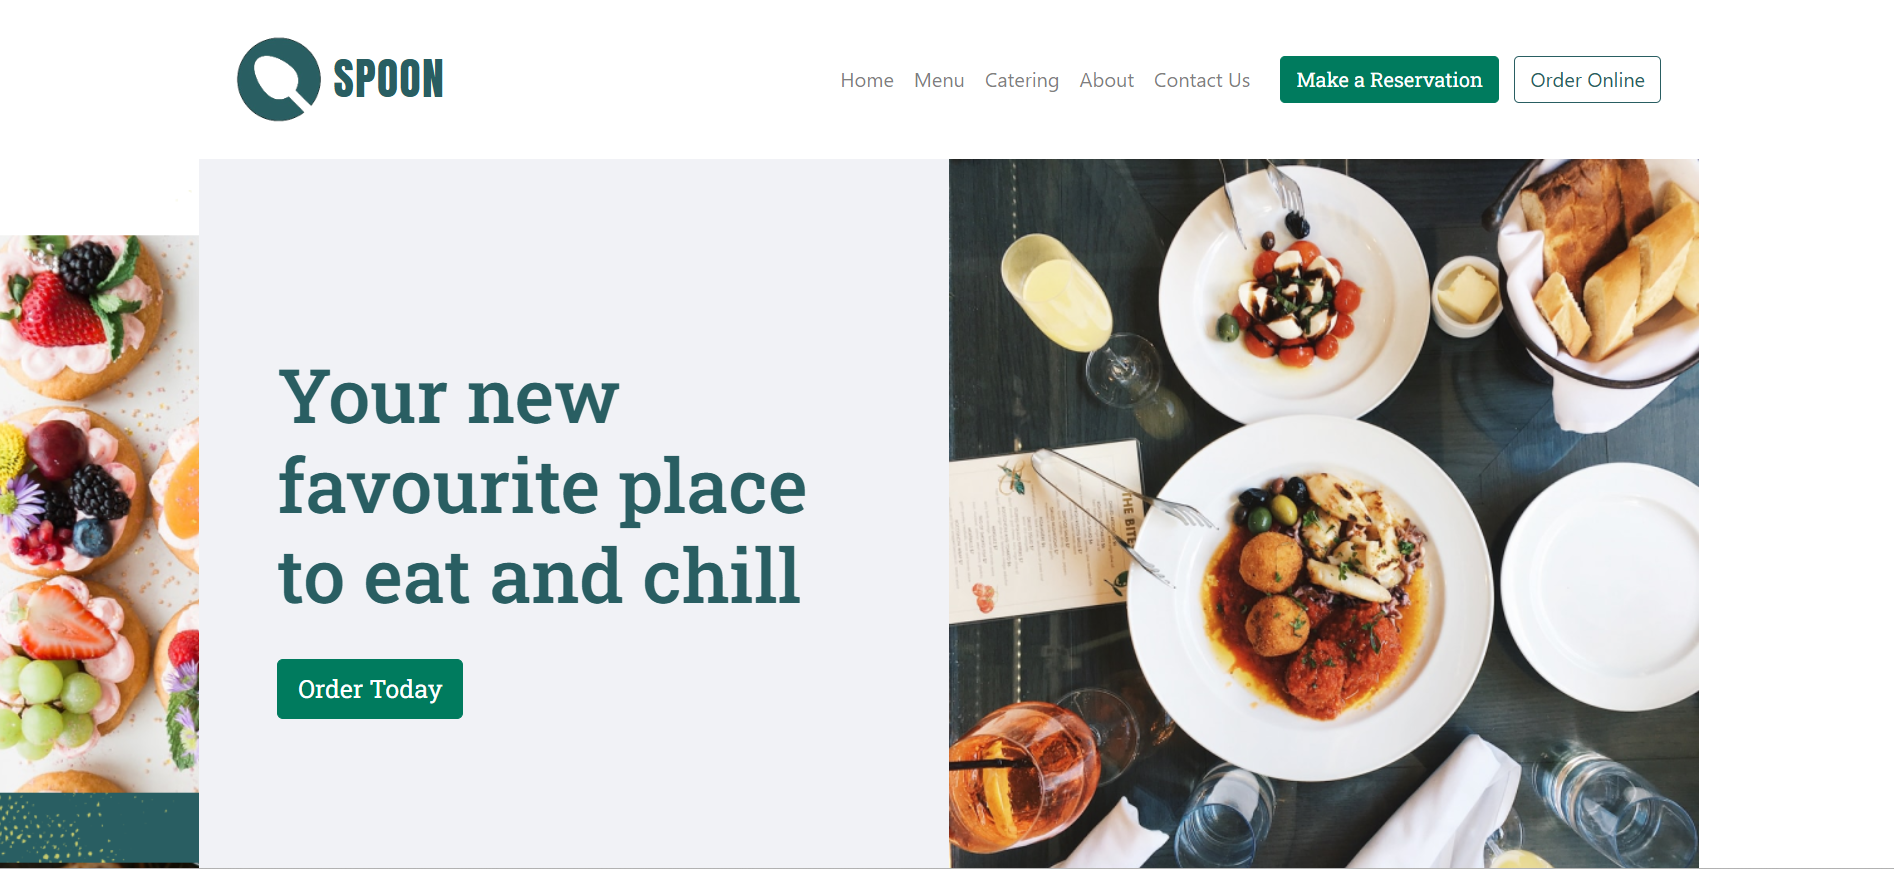 SPOON
Home Menu Catering About Contact Us Make a Reservation Order Online
Your new
favourite place
to eat and chill
Order Today
THE BITE